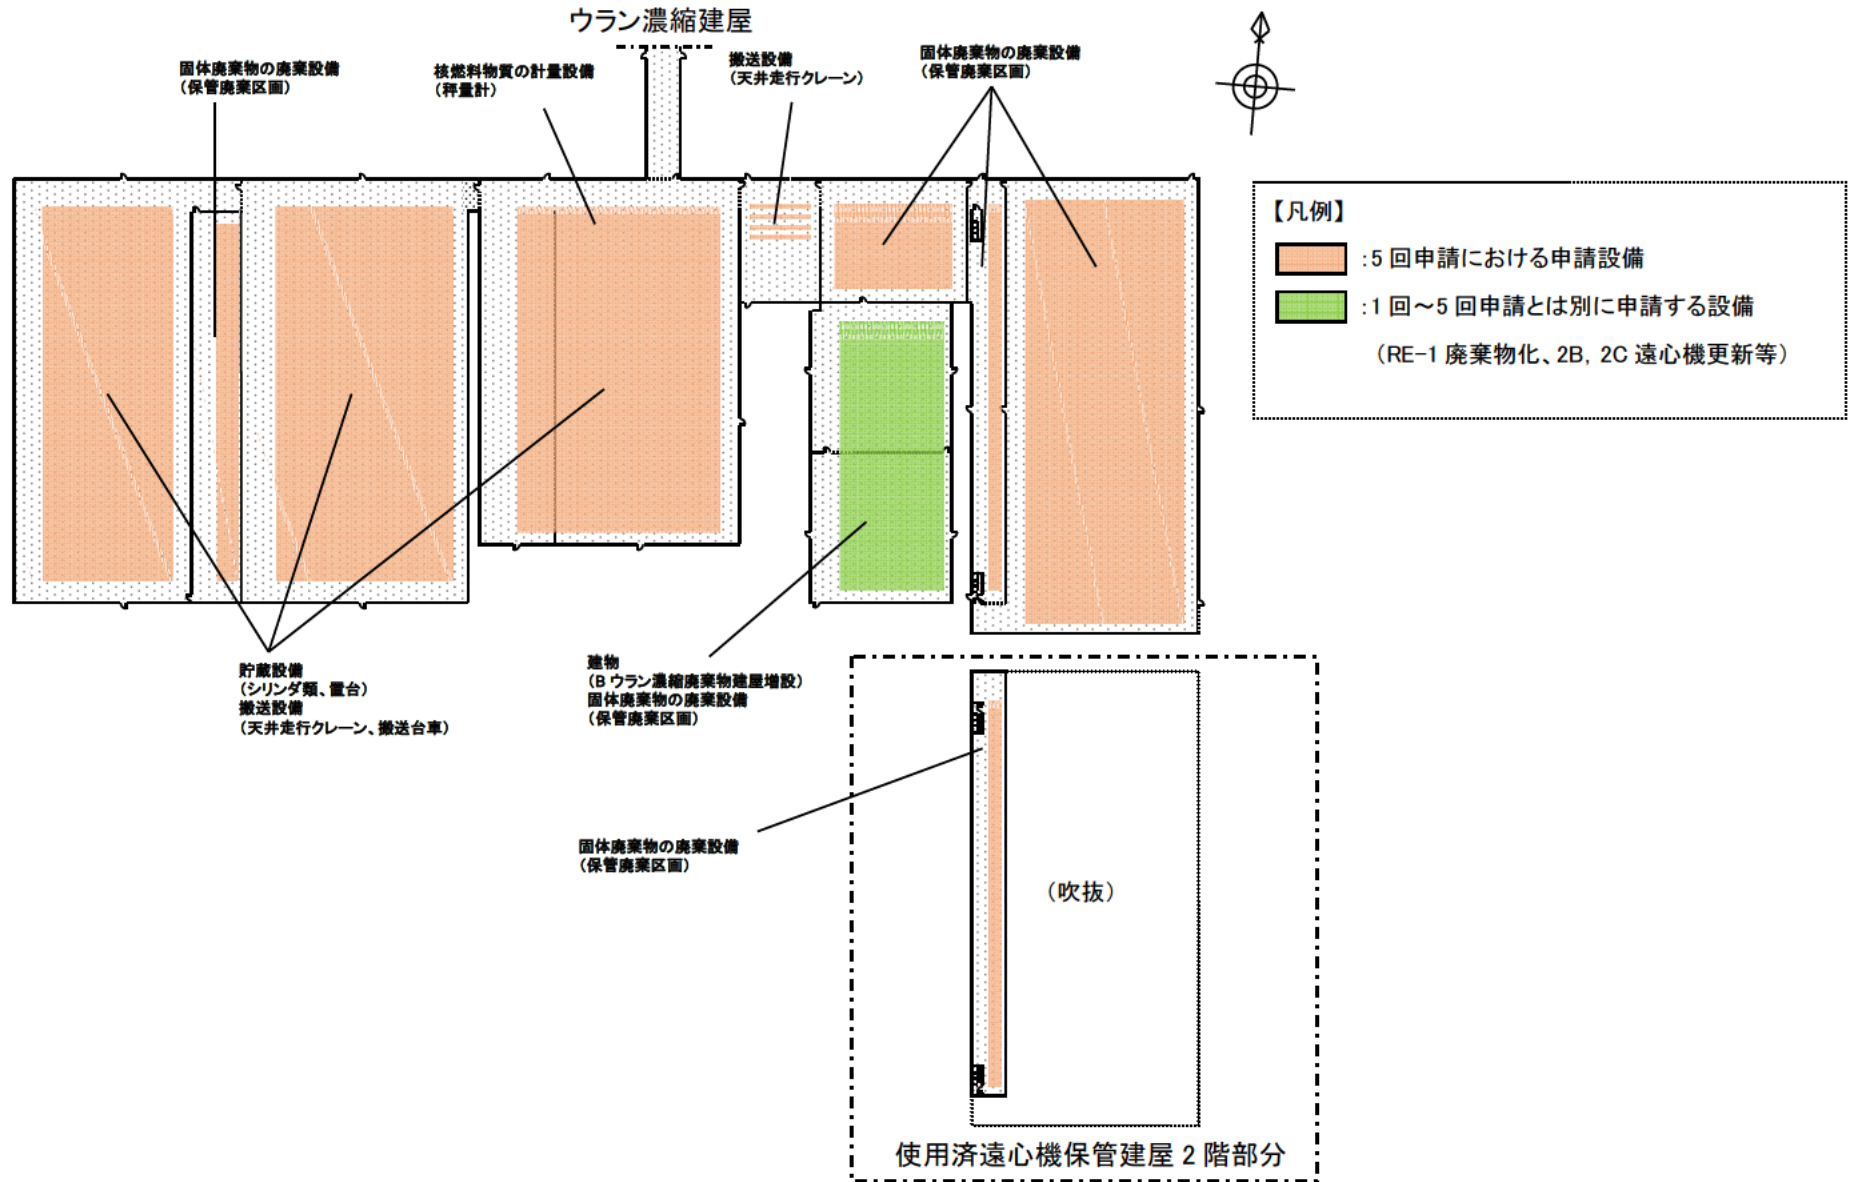 ウラン濃縮建屋
固体廃棄物の廃棄設備
（保管廃棄区画）
核燃料物質の計量設備
（秤量計）
搬送設備
（天井走行クレーン）
固体廃棄物の廃棄設備
（保管廃棄区画）
【凡例】
：5回申請における申請設備
：1回～5回申請とは別に申請する設備
（RE-1 廃棄物化、2B, 2C 遠心機更新等）
貯蔵設備
（シリンダ類、置台）
搬送設備
（天井走行クレーン、搬送台車）
建物
（B ウラン濃縮廃棄物建屋増設）
固体廃棄物の廃棄設備
（保管廃棄区画）
固体廃棄物の廃棄設備
（保管廃棄区画）
（吹抜）
使用済遠心機保管建屋 2 階部分